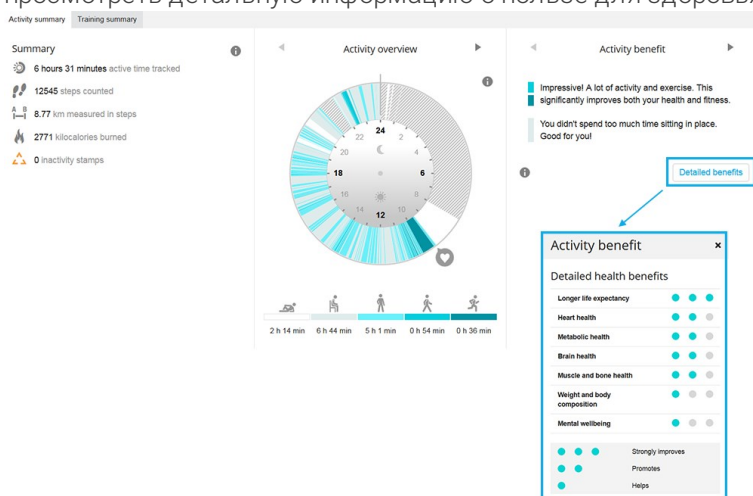 просмотреть детальную информацию о пользе для здоровья
Activity summary Training summary
Summary
6 hours 31 minutes active time tracked
12545 steps counted
A B
8.77 km measured in steps
2771 kilocalories burned
0 inactivity stamps
Activity overview
24
22 2
20 4
18 6
16 8
14 10
12
2 h 14 min 6 h 44 min 5 h 1 min 0 h 54 min 0 h 36 min
Activity benefit
Impressive! A lot of activity and exercise. This
significantly improves both your health and fitness.
You didn't spend too much time sitting in place.
Good for you!
Detailed benefits
Activity benefit ×
Detailed health benefits
Longer life expectancy
Heart health
Metabolic health
Brain health
Muscle and bone health
Weight and body
composition
Mental wellbeing
Strongly improves
Promotes
Helps